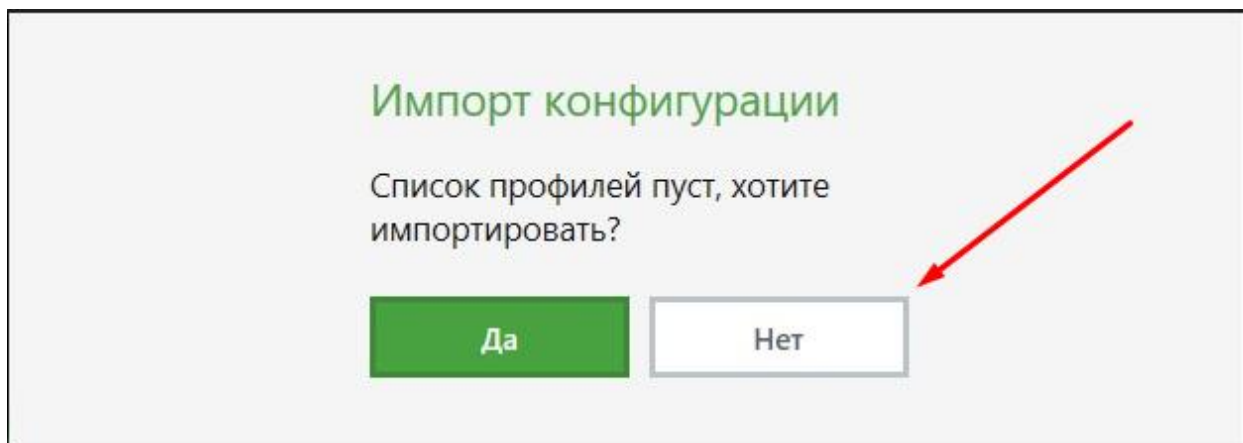 Импорт конфигурации
Список профилей пуст, хотите
импортировать?
Да
Нет